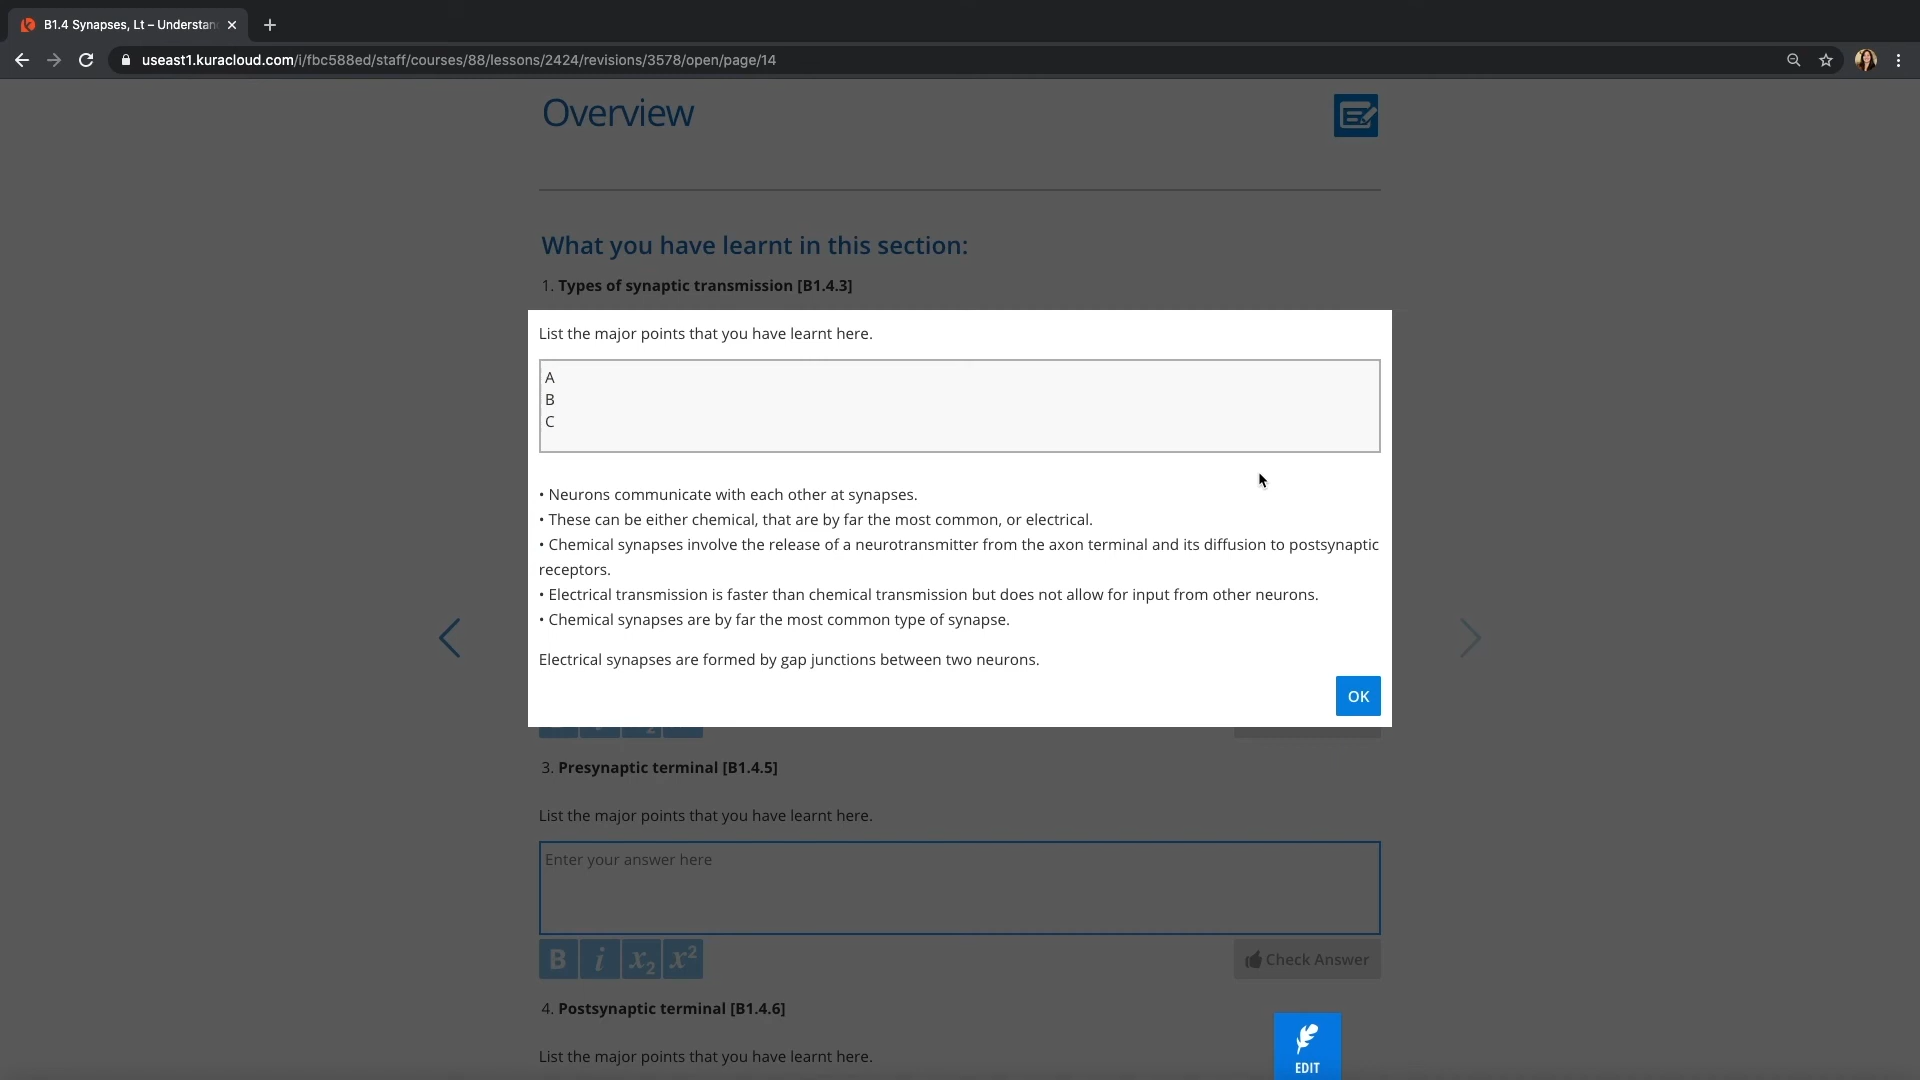 B1.4 Synapses, Lt – Understan
useast1.kuracloud.com/i/fbc588ed/staff/courses/88/lessons/2424/revisions/3578/open/page/14
Overview
What you have learnt in this section:
1. Types of synaptic transmission [B1.4.3]
List the major points that you have learnt here.
A
B
C
• Neurons communicate with each other at synapses.
• These can be either chemical, that are by far the most common, or electrical.
• Chemical synapses involve the release of a neurotransmitter from the axon terminal and its diffusion to postsynaptic
receptors.
• Electrical transmission is faster than chemical transmission but does not allow for input from other neurons.
• Chemical synapses are by far the most common type of synapse.
Electrical synapses are formed by gap junctions between two neurons.
OK
3. Presynaptic terminal [B1.4.5]
List the major points that you have learnt here.
Enter your answer here
B i x₂ x²
Check Answer
4. Postsynaptic terminal [B1.4.6]
List the major points that you have learnt here.
EDIT